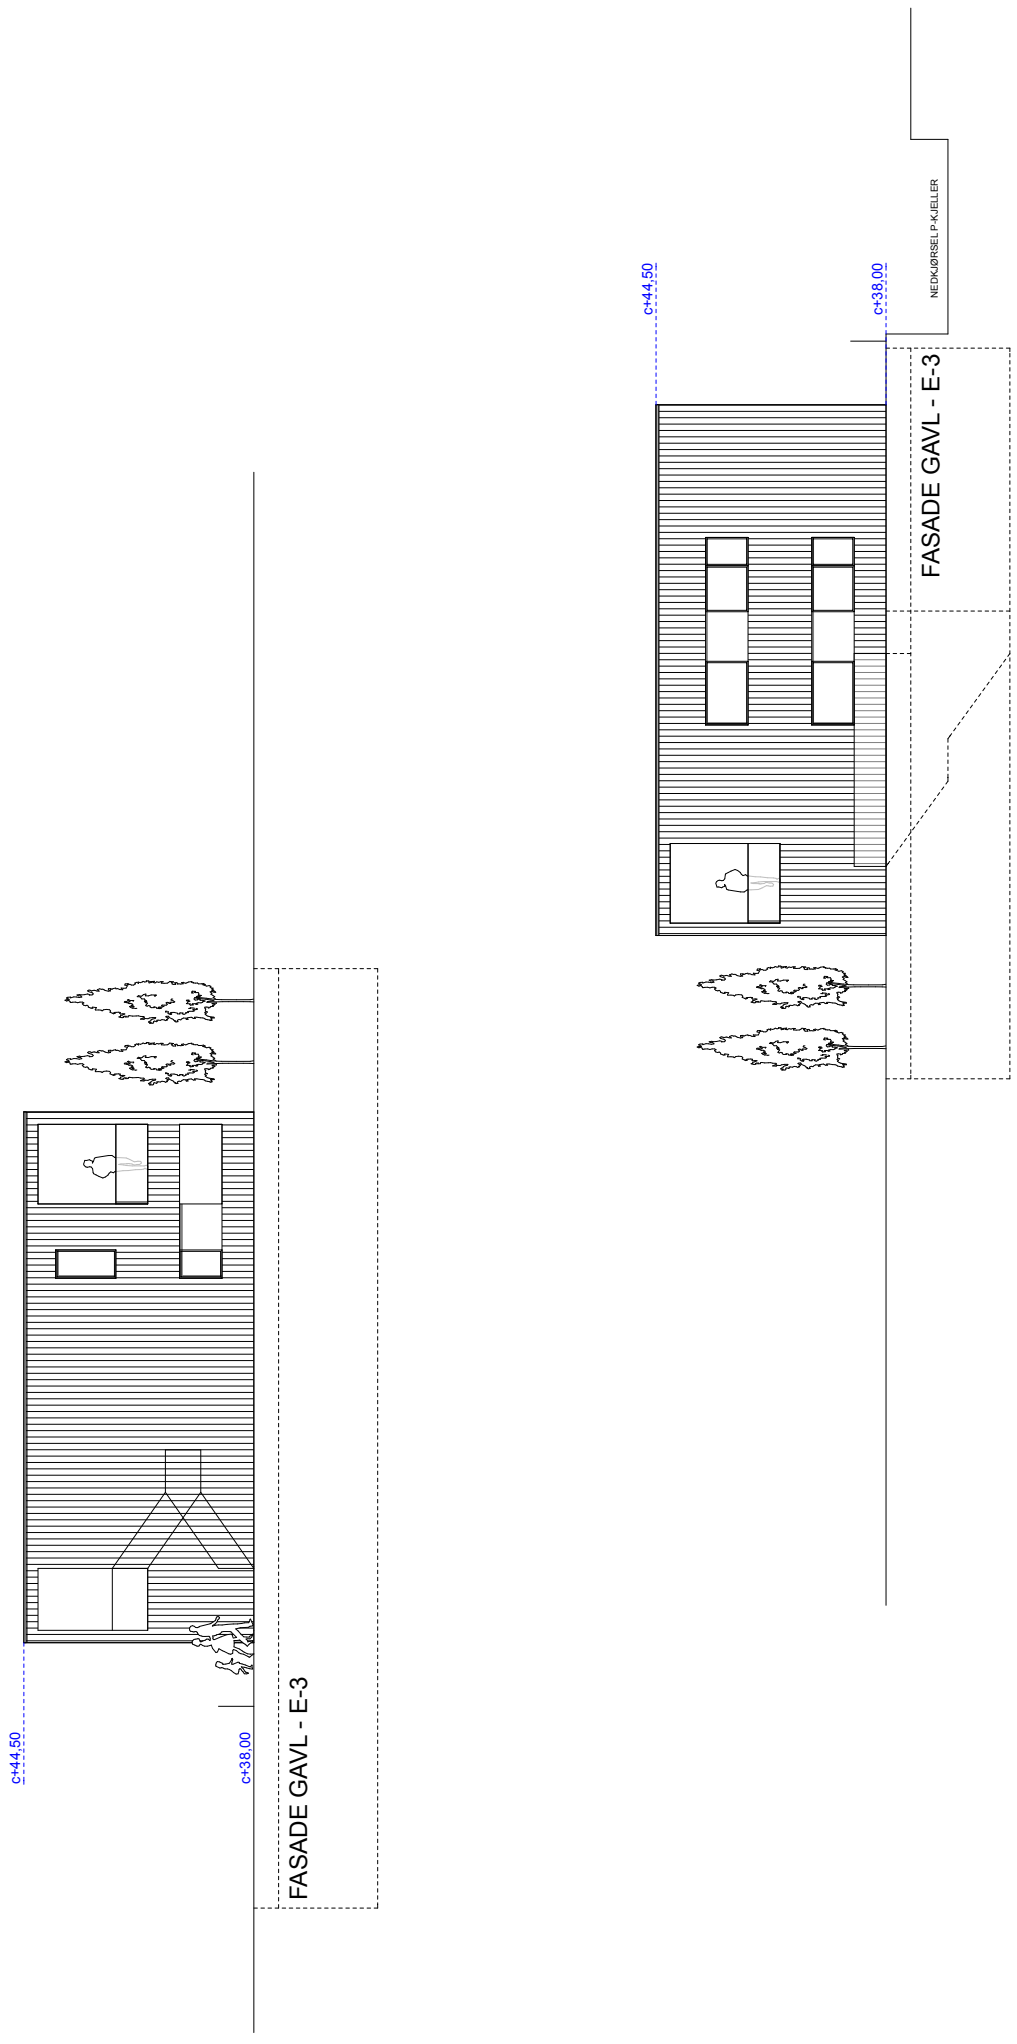 c+44,50
c+38,00
FASADE GAVL - E-3
c+44,50
c+38,00
NEDKJØRSEL P-KJELLER
FASADE GAVL - E-3